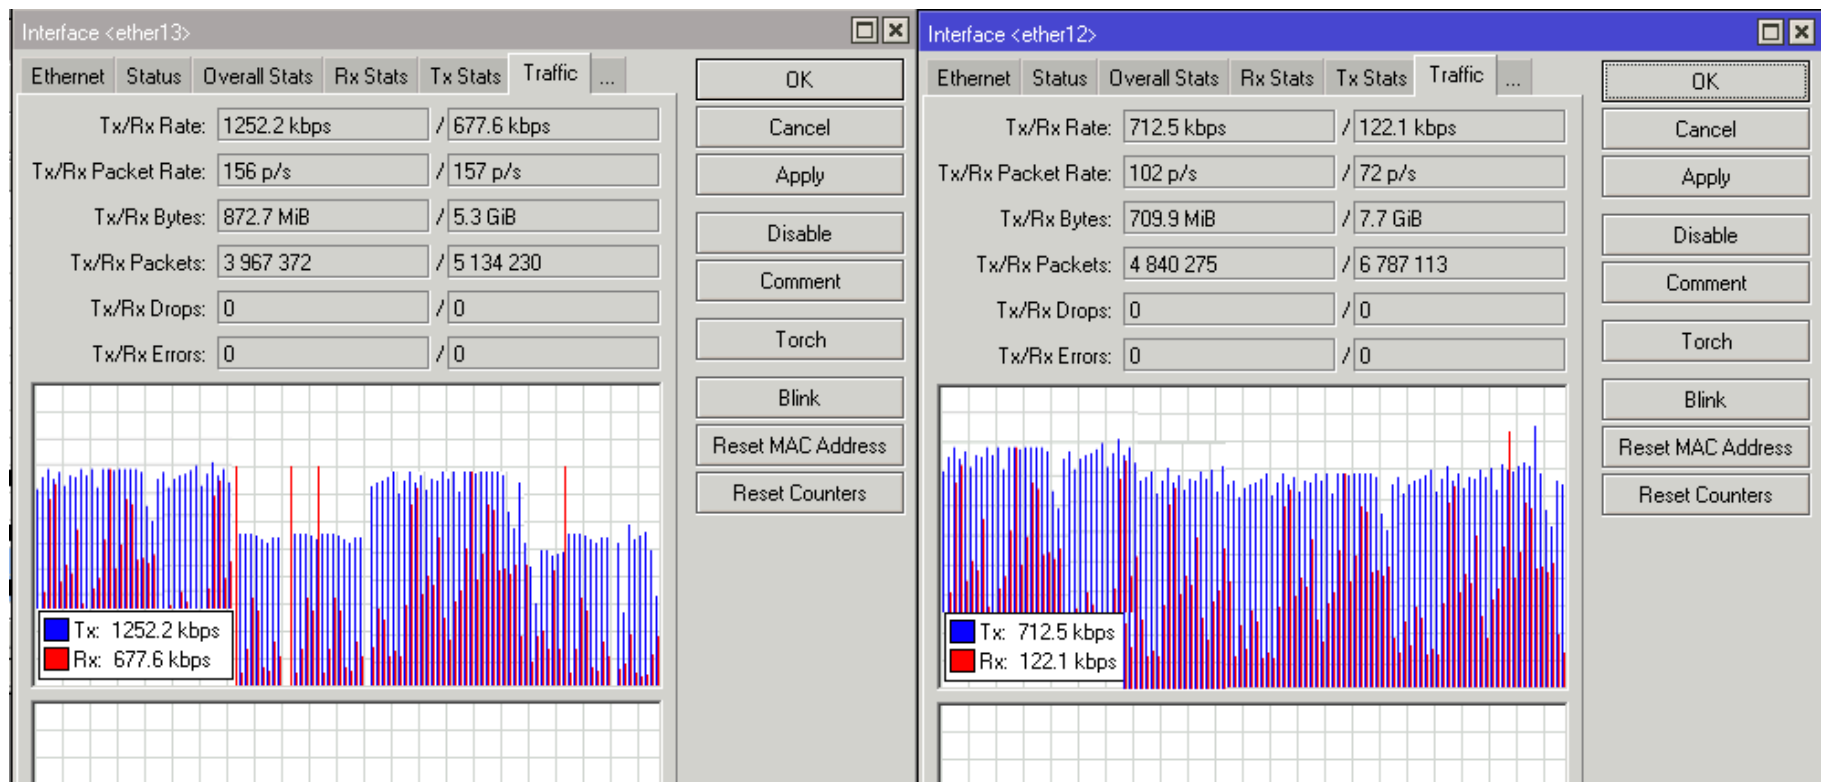 Interface <ether13>
Ethernet Status Overall Stats Rx Stats Tx Stats Traffic ...
Tx/Rx Rate: 1252.2 kbps / 677.6 kbps
Tx/Rx Packet Rate: 156 p/s / 157 p/s
Tx/Rx Bytes: 872.7 MiB / 5.3 GiB
Tx/Rx Packets: 3 967 372 / 5 134 230
Tx/Rx Drops: 0 / 0
Tx/Rx Errors: 0 / 0
Tx: 1252.2 kbps
Rx: 677.6 kbps
OK
Cancel
Apply
Disable
Comment
Torch
Blink
Reset MAC Address
Reset Counters
Interface <ether12>
Ethernet Status Overall Stats Rx Stats Tx Stats Traffic ...
Tx/Rx Rate: 712.5 kbps / 122.1 kbps
Tx/Rx Packet Rate: 102 p/s / 72 p/s
Tx/Rx Bytes: 709.9 MiB / 7.7 GiB
Tx/Rx Packets: 4 840 275 / 6 787 113
Tx/Rx Drops: 0 / 0
Tx/Rx Errors: 0 / 0
Tx: 712.5 kbps
Rx: 122.1 kbps
OK
Cancel
Apply
Disable
Comment
Torch
Blink
Reset MAC Address
Reset Counters